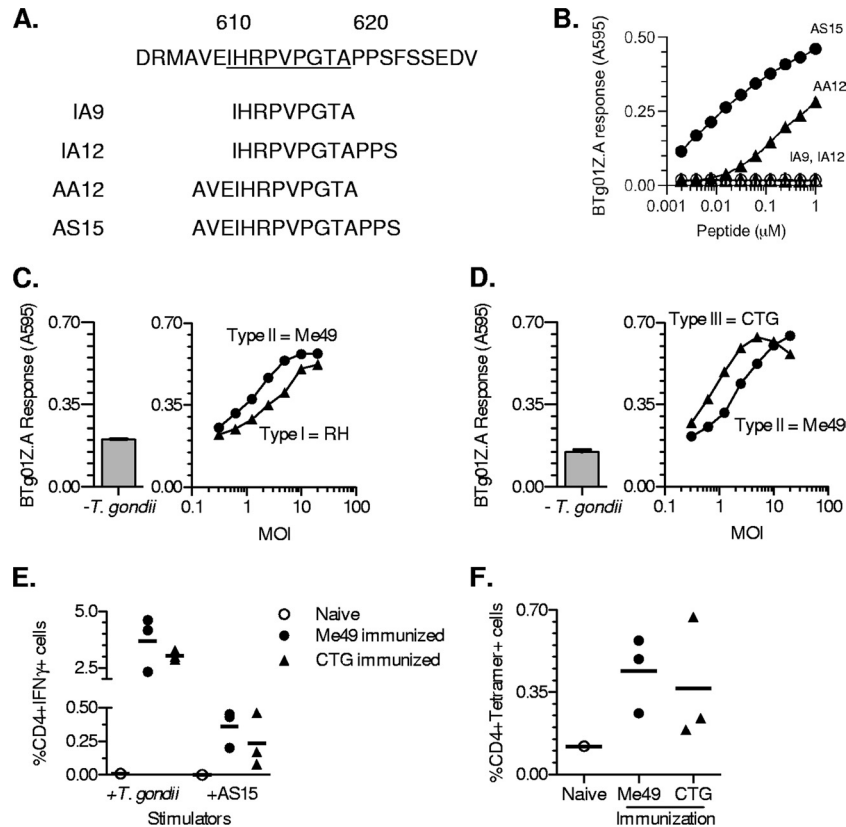 A.
610 620
DRMAVEIHRPVPGTAPPSFSSEDV
IA9 IHRPVPGTA
IA12 IHRPVPGTAPPS
AA12 AVEIHRPVPGTA
AS15 AVEIHRPVPGTAPPS
B.
BTg01Z.A response (A595)
0.50
0.25
0.00
AS15
AA12
IA9, IA12
0.001 0.01 0.1 1
Peptide (μM)
C.
BTg01Z.A Response (A595)
0.70
0.35
0.00
-T. gondii
0.70
0.35
0.00
Type II = Me49
Type I = RH
0.1 1 10 100
MOI
D.
BTg01Z.A Response (A595)
0.70
0.35
0.00
-T. gondii
0.70
0.35
0.00
Type III = CTG
Type II = Me49
0.1 1 10 100
MOI
E.
%CD4+IFNγ+ cells
5.0
2.5
0.50
0.25
0.00
+T. gondii +AS15
Stimulators
Naive
Me49 immunized
CTG immunized
F.
%CD4+Tetramer+ cells
0.70
0.35
0.00
Naive Me49 CTG
Immunization